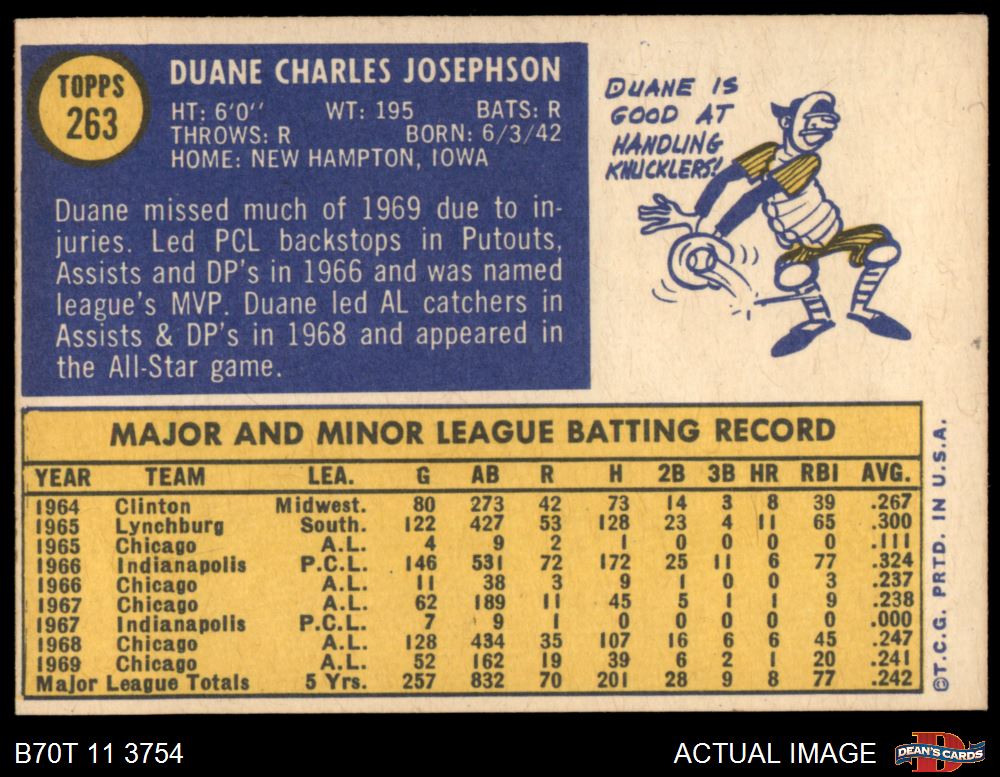 TOPPS
263
DUANE CHARLES JOSEPHSON
HT: 6'0'' WT: 195 BATS: R
THROWS: R BORN: 6/3/42
HOME: NEW HAMPTON, IOWA
Duane missed much of 1969 due to in-
juries. Led PCL backstops in Putouts,
Assists and DP's in 1966 and was named
league's MVP. Duane led AL catchers in
Assists & DP's in 1968 and appeared in
the All-Star game.
DUANE IS
GOOD AT
HANDLING
KNUCKLERS!
MAJOR AND MINOR LEAGUE BATTING RECORD
YEAR TEAM LEA. G AB R H 2B 3B HR RBI AVG.
1964 Clinton Midwest. 80 273 42 73 14 3 8 39 .267
1965 Lynchburg South. 122 427 53 128 23 4 11 65 .300
1965 Chicago A.L. 4 9 2 1 0 0 0 0 .111
1966 Indianapolis P.C.L. 146 531 72 172 25 11 6 77 .324
1966 Chicago A.L. 11 38 3 9 1 0 0 3 .237
1967 Chicago A.L. 62 189 11 45 5 1 1 9 .238
1967 Indianapolis P.C.L. 7 9 1 0 0 0 0 0 .000
1968 Chicago A.L. 128 434 35 107 16 6 6 45 .247
1969 Chicago A.L. 52 162 19 39 6 2 1 20 .241
Major League Totals 5 Yrs. 257 832 70 201 28 9 8 77 .242
©T.C.G. PRTD. IN U.S.A.
B70T 11 3754
ACTUAL IMAGE
D
DEAN'S CARDS